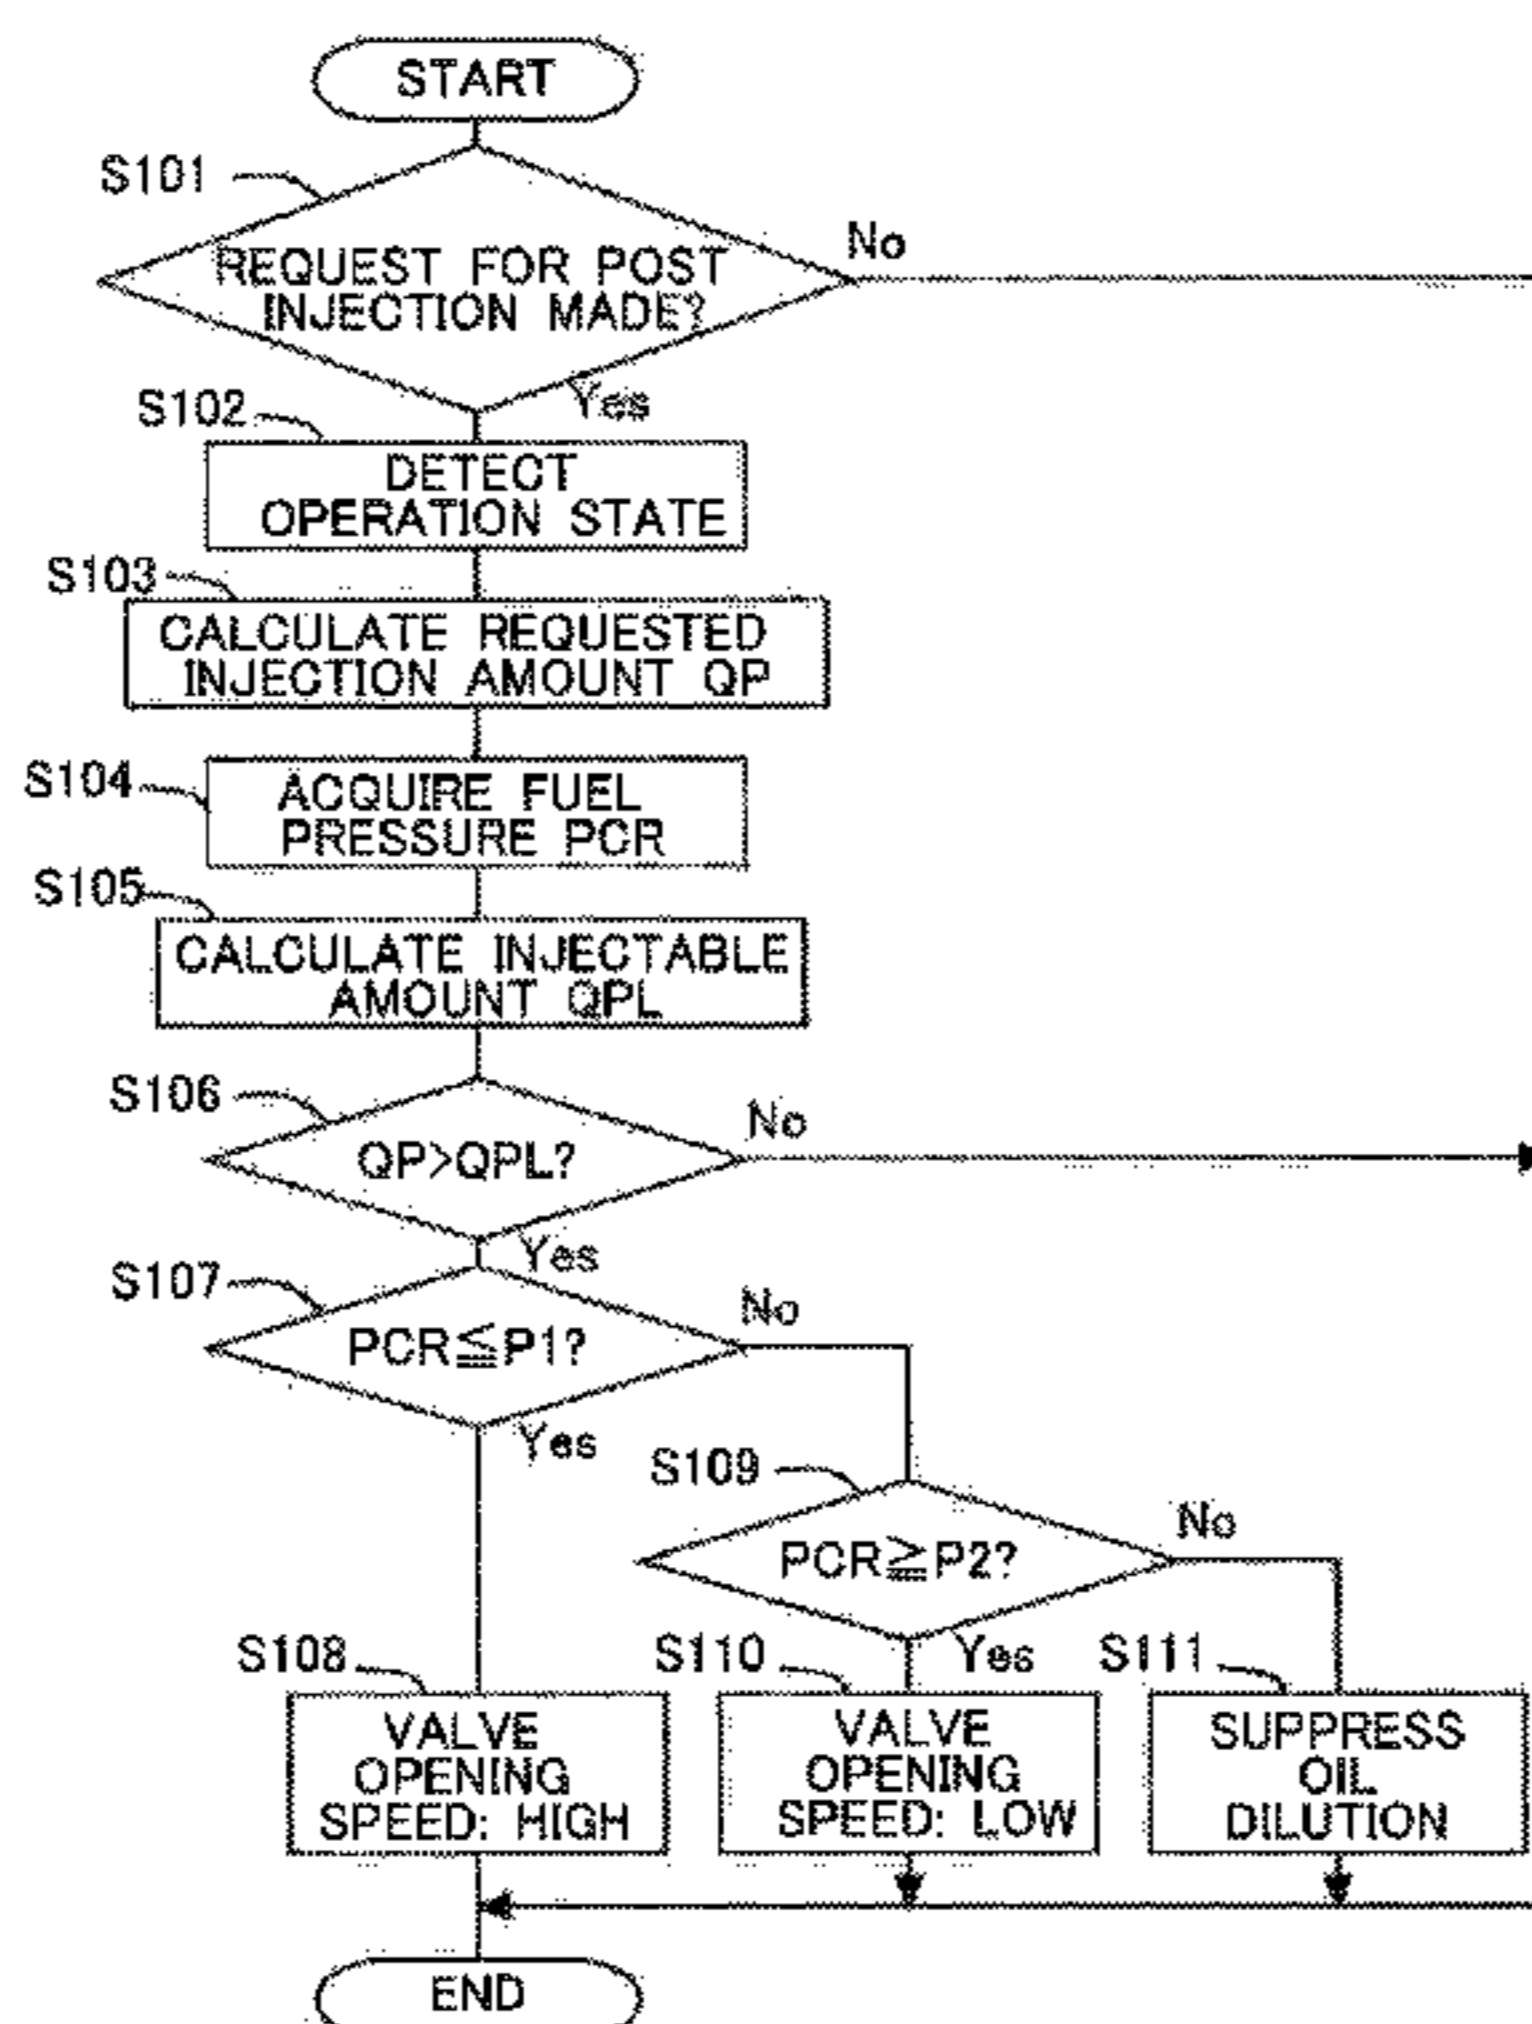 START
S101
No
REQUEST FOR POST
INJECTION MADE?
Yes
S102
DETECT
OPERATION STATE
S103
CALCULATE REQUESTED
INJECTION AMOUNT QP
S104
ACQUIRE FUEL
PRESSURE PCR
S105
CALCULATE INJECTABLE
AMOUNT QPL
S106
No
QP>QPL?
Yes
S107
No
PCR≦P1?
Yes
S109
No
PCR≧P2?
Yes
S108
VALVE
OPENING
SPEED: HIGH
S110
VALVE
OPENING
SPEED: LOW
S111
SUPPRESS
OIL
DILUTION
END